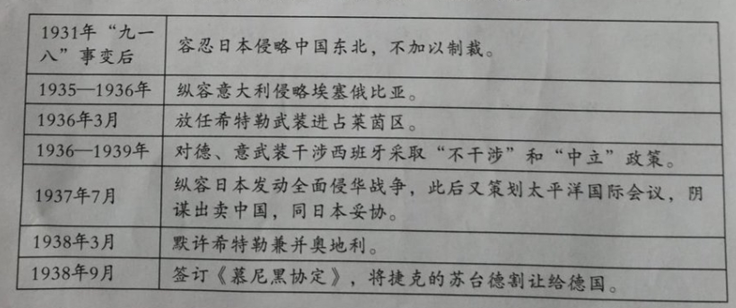 1931年“九一
八”事变后
容忍日本侵略中国东北，不加以制裁。
1935—1936年
纵容意大利侵略埃塞俄比亚。
1936年3月
放任希特勒武装进占莱茵区。
1936—1939年
对德、意武装干涉西班牙采取“不干涉”和“中立”政策。
1937年7月
纵容日本发动全面侵华战争，此后又策划太平洋国际会议，阴
谋出卖中国，同日本妥协。
1938年3月
默许希特勒兼并奥地利。
1938年9月
签订《慕尼黑协定》，将捷克的苏台德割让给德国。